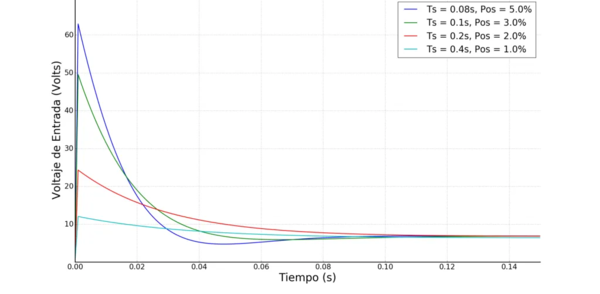 Ts = 0.08s, Pos = 5.0%
Ts = 0.1s, Pos = 3.0%
Ts = 0.2s, Pos = 2.0%
Ts = 0.4s, Pos = 1.0%
Voltaje de Entrada (Volts)
60
50
40
30
20
10
0.00 0.02 0.04 0.06 0.08 0.10 0.12 0.14
Tiempo (s)